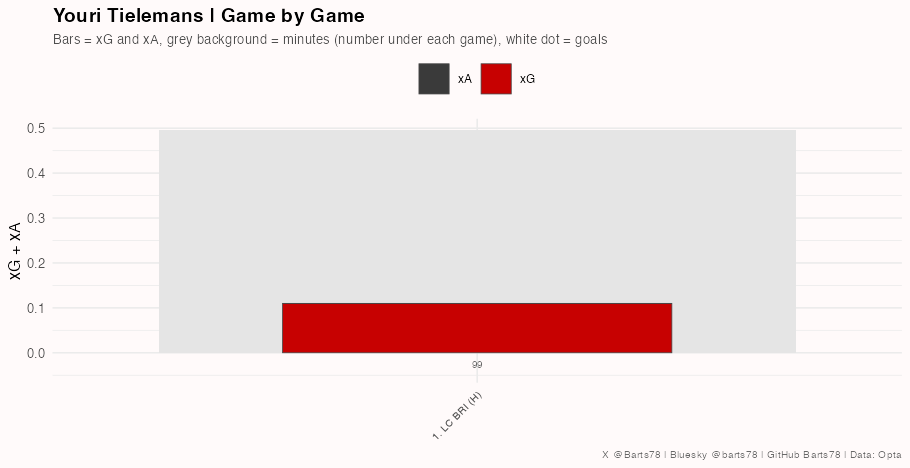 Youri Tielemans | Game by Game
Bars = xG and xA, grey background = minutes (number under each game), white dot = goals
xA
xG
xG + xA
0.5
0.4
0.3
0.2
0.1
0.0
99
1. LC BRI (H)
X @Barts78 | Bluesky @barts78 | GitHub Barts78 | Data: Opta